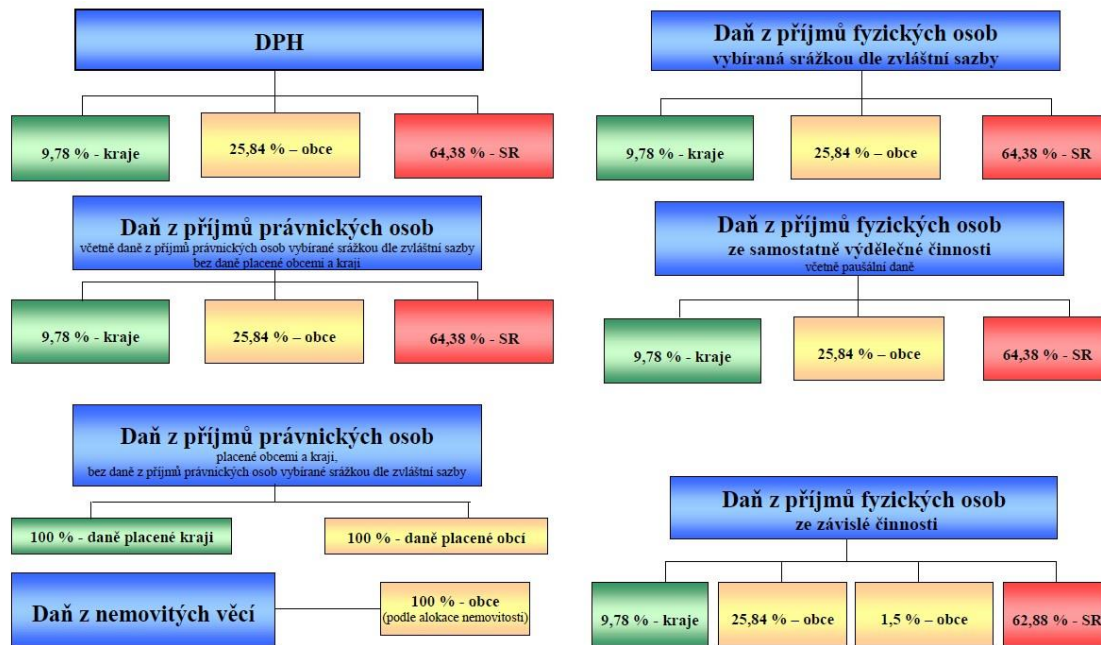 DPH
9,78 % - kraje
25,84 % – obce
64,38 % - SR
Daň z příjmů právnických osob
včetně daně z příjmů právnických osob vybírané srážkou dle zvláštní sazby
bez daně placené obcemi a kraji
9,78 % - kraje
25,84 % – obce
64,38 % - SR
Daň z příjmů právnických osob
placené obcemi a kraji,
bez daně z příjmů právnických osob vybírané srážkou dle zvláštní sazby
100 % - daně placené kraji
100 % - daně placené obcí
Daň z nemovitých věcí
100 % - obce
(podle alokace nemovitosti)
Daň z příjmů fyzických osob
vybíraná srážkou dle zvláštní sazby
9,78 % - kraje
25,84 % – obce
64,38 % - SR
Daň z příjmů fyzických osob
ze samostatně výdělečné činnosti
včetně paušální daně
9,78 % - kraje
25,84 % – obce
64,38 % - SR
Daň z příjmů fyzických osob
ze závislé činnosti
9,78 % - kraje
25,84 % – obce
1,5 % – obce
62,88 % - SR